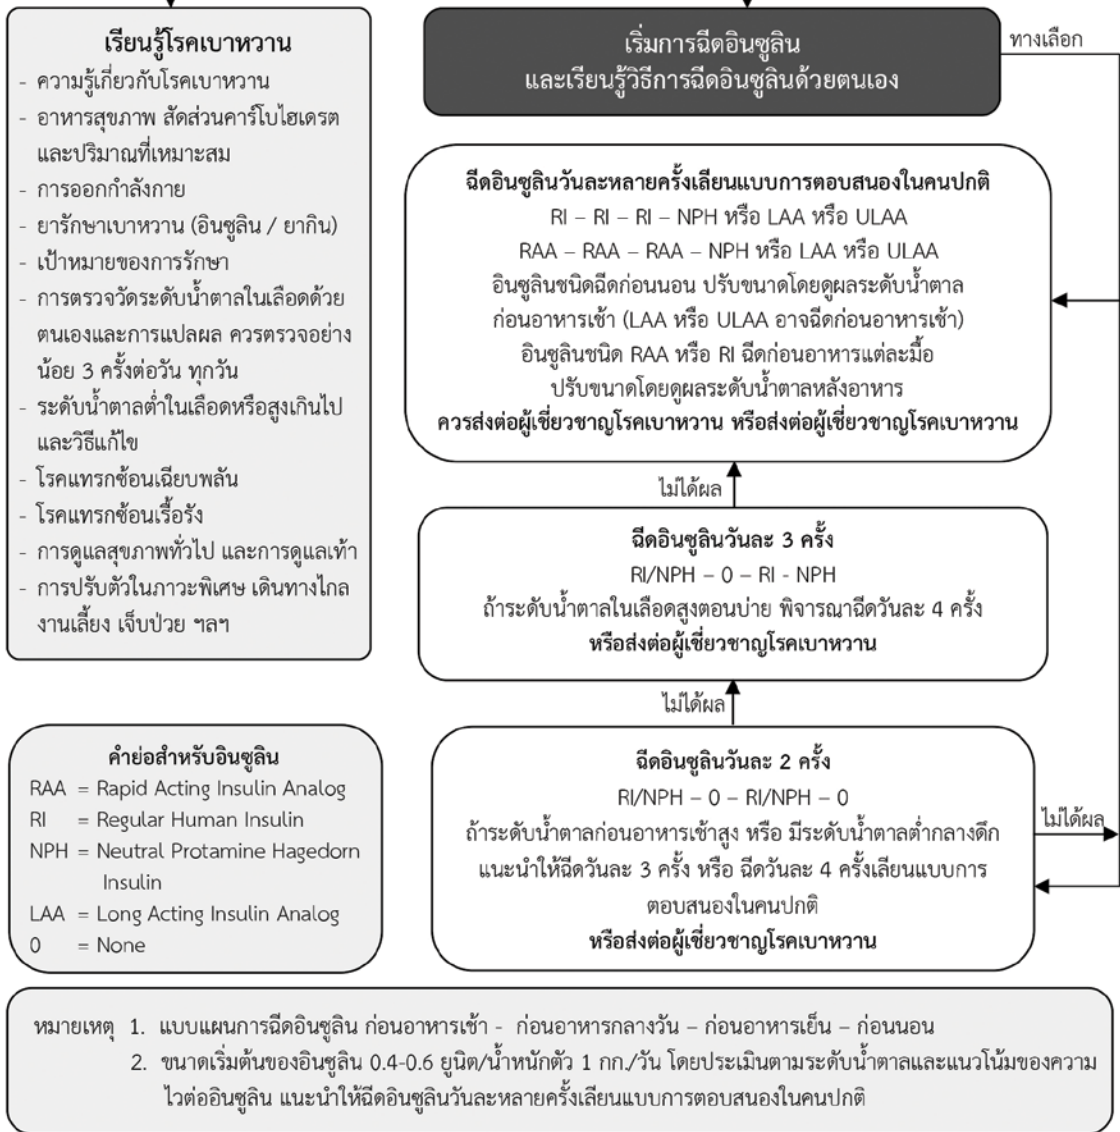 เรียนรู้โรคเบาหวาน
- ความรู้เกี่ยวกับโรคเบาหวาน
- อาหารสุขภาพ สัดส่วนคาร์โบไฮเดรต
และปริมาณที่เหมาะสม
- การออกกำลังกาย
- ยารักษาเบาหวาน (อินซูลิน / ยากิน)
- เป้าหมายของการรักษา
- การตรวจวัดระดับน้ำตาลในเลือดด้วย
ตนเองและการแปลผล ควรตรวจอย่าง
น้อย 3 ครั้งต่อวัน ทุกวัน
- ระดับน้ำตาลต่ำในเลือดหรือสูงเกินไป
และวิธีแก้ไข
- โรคแทรกซ้อนเฉียบพลัน
- โรคแทรกซ้อนเรื้อรัง
- การดูแลสุขภาพทั่วไป และการดูแลเท้า
- การปรับตัวในภาวะพิเศษ เดินทางไกล
งานเลี้ยง เจ็บป่วย ฯลฯ
เริ่มการฉีดอินซูลิน
และเรียนรู้วิธีการฉีดอินซูลินด้วยตนเอง
ทางเลือก
ฉีดอินซูลินวันละหลายครั้งเลียนแบบการตอบสนองในคนปกติ
RI – RI – RI – NPH หรือ LAA หรือ ULAA
RAA – RAA – RAA – NPH หรือ LAA หรือ ULAA
อินซูลินชนิดฉีดก่อนนอน ปรับขนาดโดยดูผลระดับน้ำตาล
ก่อนอาหารเช้า (LAA หรือ ULAA อาจฉีดก่อนอาหารเช้า)
อินซูลินชนิด RAA หรือ RI ฉีดก่อนอาหารแต่ละมื้อ
ปรับขนาดโดยดูผลระดับน้ำตาลหลังอาหาร
ควรส่งต่อผู้เชี่ยวชาญโรคเบาหวาน หรือส่งต่อผู้เชี่ยวชาญโรคเบาหวาน
ไม่ได้ผล
ฉีดอินซูลินวันละ 3 ครั้ง
RI/NPH – 0 – RI - NPH
ถ้าระดับน้ำตาลในเลือดสูงตอนบ่าย พิจารณาฉีดวันละ 4 ครั้ง
หรือส่งต่อผู้เชี่ยวชาญโรคเบาหวาน
ไม่ได้ผล
ฉีดอินซูลินวันละ 2 ครั้ง
RI/NPH – 0 – RI/NPH – 0
ถ้าระดับน้ำตาลก่อนอาหารเช้าสูง หรือ มีระดับน้ำตาลต่ำกลางดึก
แนะนำให้ฉีดวันละ 3 ครั้ง หรือ ฉีดวันละ 4 ครั้งเลียนแบบการ
ตอบสนองในคนปกติ
หรือส่งต่อผู้เชี่ยวชาญโรคเบาหวาน
ไม่ได้ผล
คำย่อสำหรับอินซูลิน
RAA = Rapid Acting Insulin Analog
RI = Regular Human Insulin
NPH = Neutral Protamine Hagedorn
Insulin
LAA = Long Acting Insulin Analog
0 = None
หมายเหตุ 1. แบบแผนการฉีดอินซูลิน ก่อนอาหารเช้า - ก่อนอาหารกลางวัน – ก่อนอาหารเย็น – ก่อนนอน
2. ขนาดเริ่มต้นของอินซูลิน 0.4-0.6 ยูนิต/น้ำหนักตัว 1 กก./วัน โดยประเมินตามระดับน้ำตาลและแนวโน้มของความ
ไวต่ออินซูลิน แนะนำให้ฉีดอินซูลินวันละหลายครั้งเลียนแบบการตอบสนองในคนปกติ